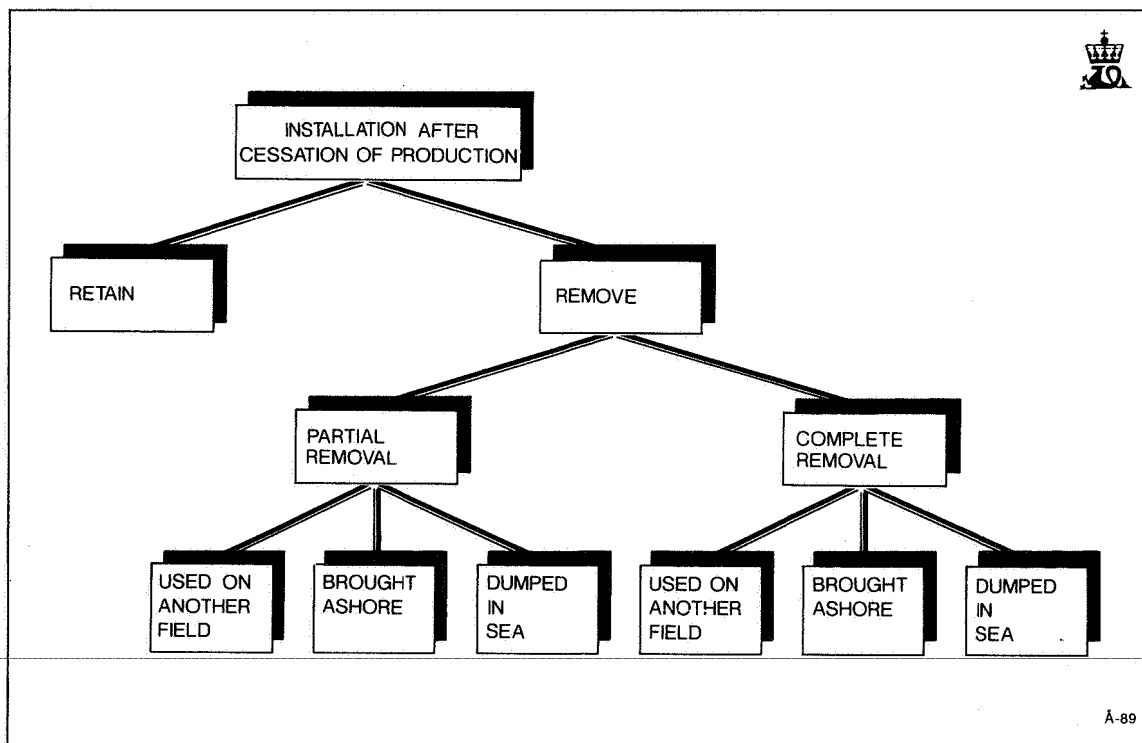 INSTALLATION AFTER
CESSATION OF PRODUCTION
RETAIN
REMOVE
PARTIAL
REMOVAL
COMPLETE
REMOVAL
USED ON
ANOTHER
FIELD
BROUGHT
ASHORE
DUMPED
IN
SEA
USED ON
ANOTHER
FIELD
BROUGHT
ASHORE
DUMPED
IN
SEA
Å-89